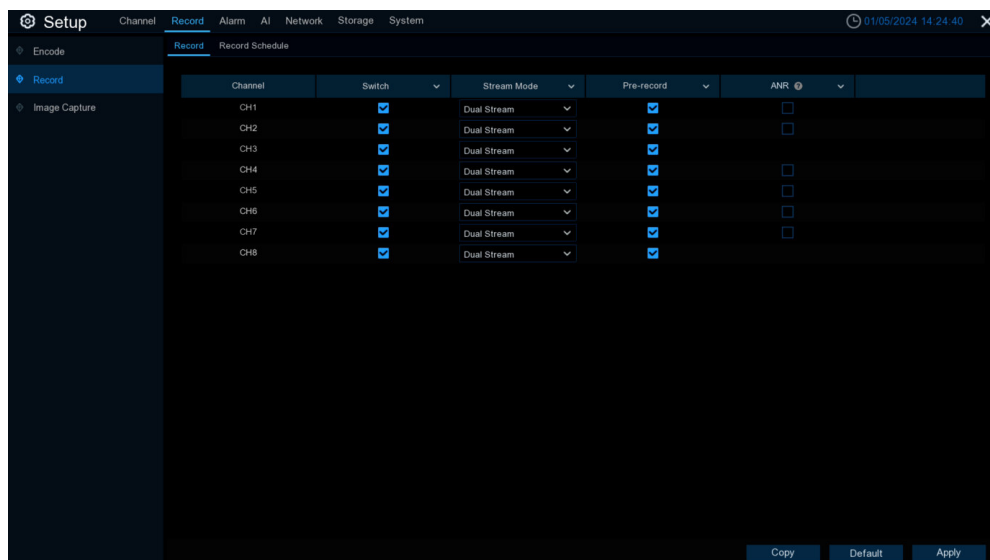 Setup Channel Record Alarm AI Network Storage System 01/05/2024 14:24:40
Encode
Record
Image Capture
Record Record Schedule
Channel Switch Stream Mode Pre-record ANR
CH1 Dual Stream
CH2 Dual Stream
CH3 Dual Stream
CH4 Dual Stream
CH5 Dual Stream
CH6 Dual Stream
CH7 Dual Stream
CH8 Dual Stream
Copy Default Apply